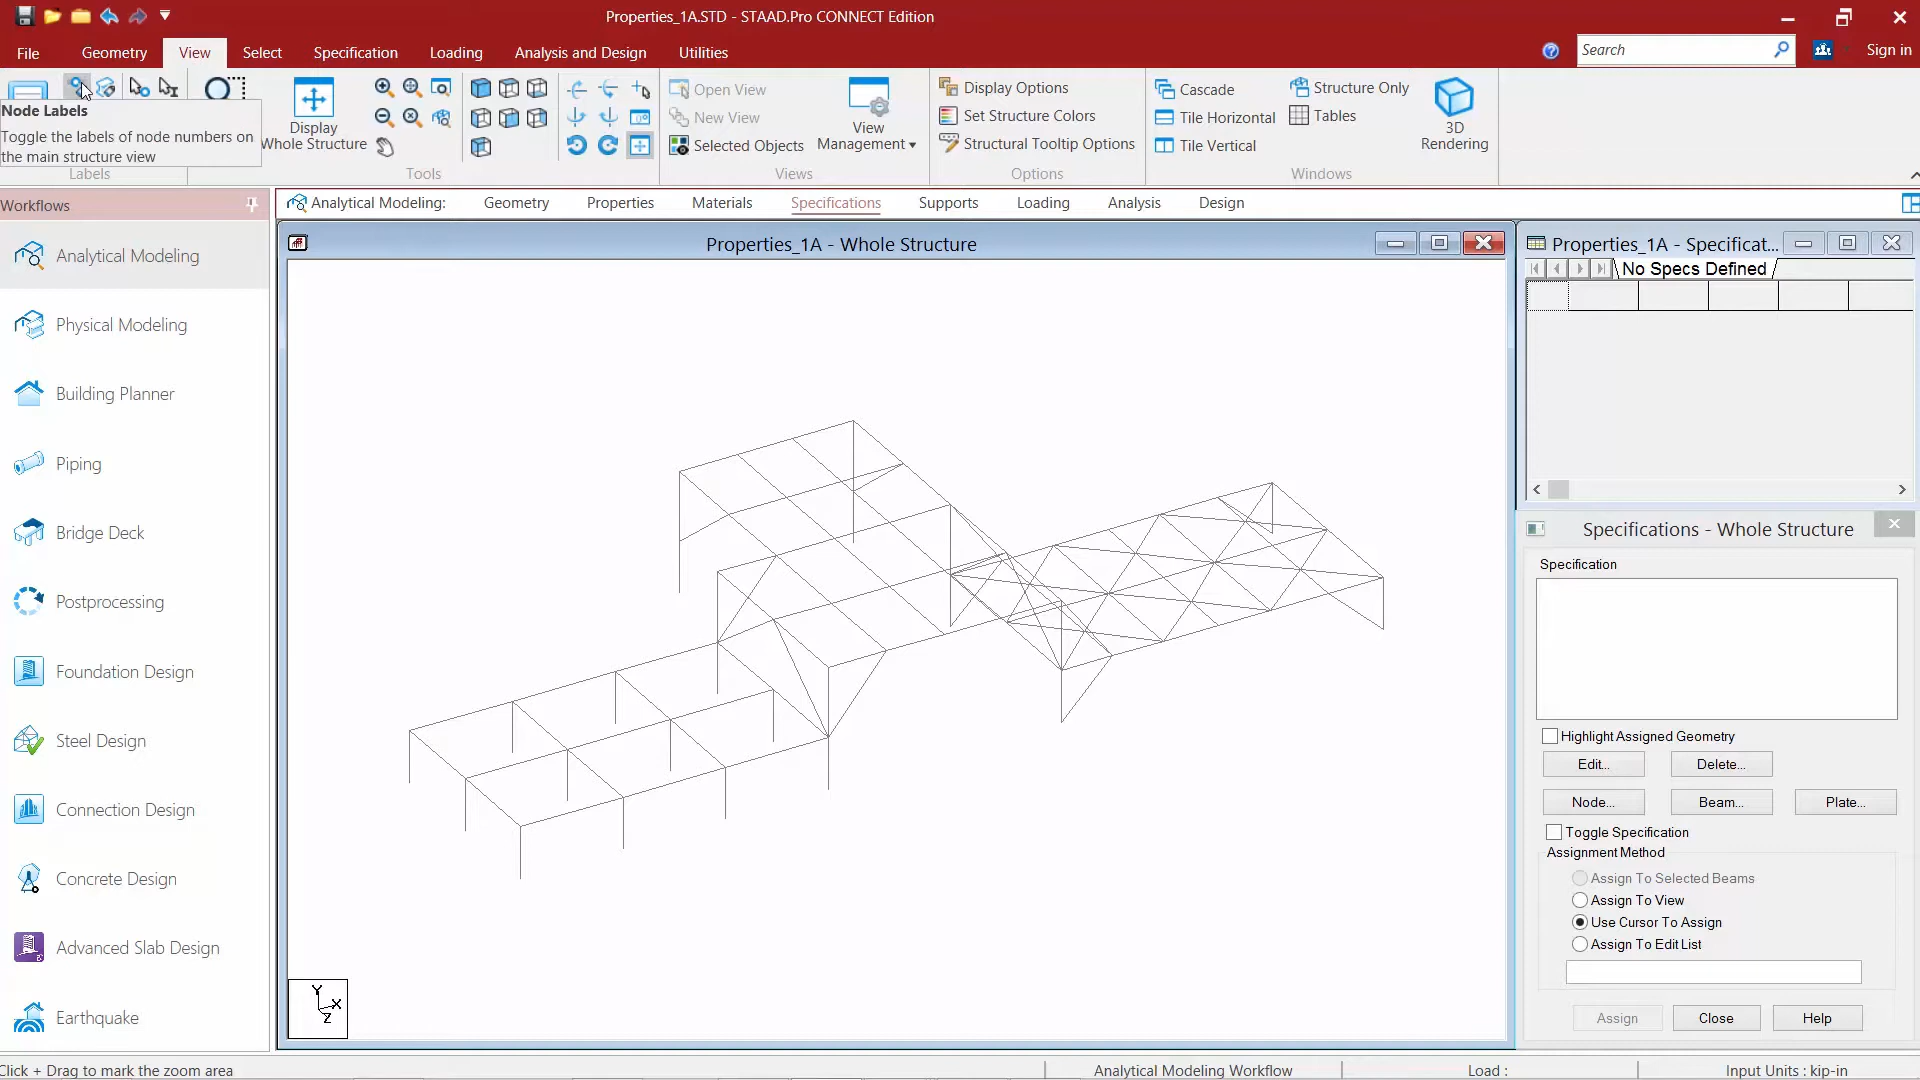 Properties_1A.STD - STAAD.Pro CONNECT Edition
File
Geometry
View
Select
Specification
Loading
Analysis and Design
Utilities
Search
Sign in
Node Labels
Toggle the labels of node numbers on
the main structure view
Labels
Display
Whole Structure
Tools
Open View
New View
Selected Objects
View
Management
Views
Display Options
Set Structure Colors
Structural Tooltip Options
Options
Cascade
Tile Horizontal
Tile Vertical
Structure Only
Tables
Windows
3D
Rendering
Workflows
Analytical Modeling
Physical Modeling
Building Planner
Piping
Bridge Deck
Postprocessing
Foundation Design
Steel Design
Connection Design
Concrete Design
Advanced Slab Design
Earthquake
Analytical Modeling:
Geometry
Properties
Materials
Specifications
Supports
Loading
Analysis
Design
Properties_1A - Whole Structure
Y
X
Z
Properties_1A - Specificat...
No Specs Defined
Specifications - Whole Structure
Specification
Highlight Assigned Geometry
Edit...
Delete...
Node...
Beam...
Plate...
Toggle Specification
Assignment Method
Assign To Selected Beams
Assign To View
Use Cursor To Assign
Assign To Edit List
Assign
Close
Help
Click + Drag to mark the zoom area
Analytical Modeling Workflow
Load :
Input Units : kip-in